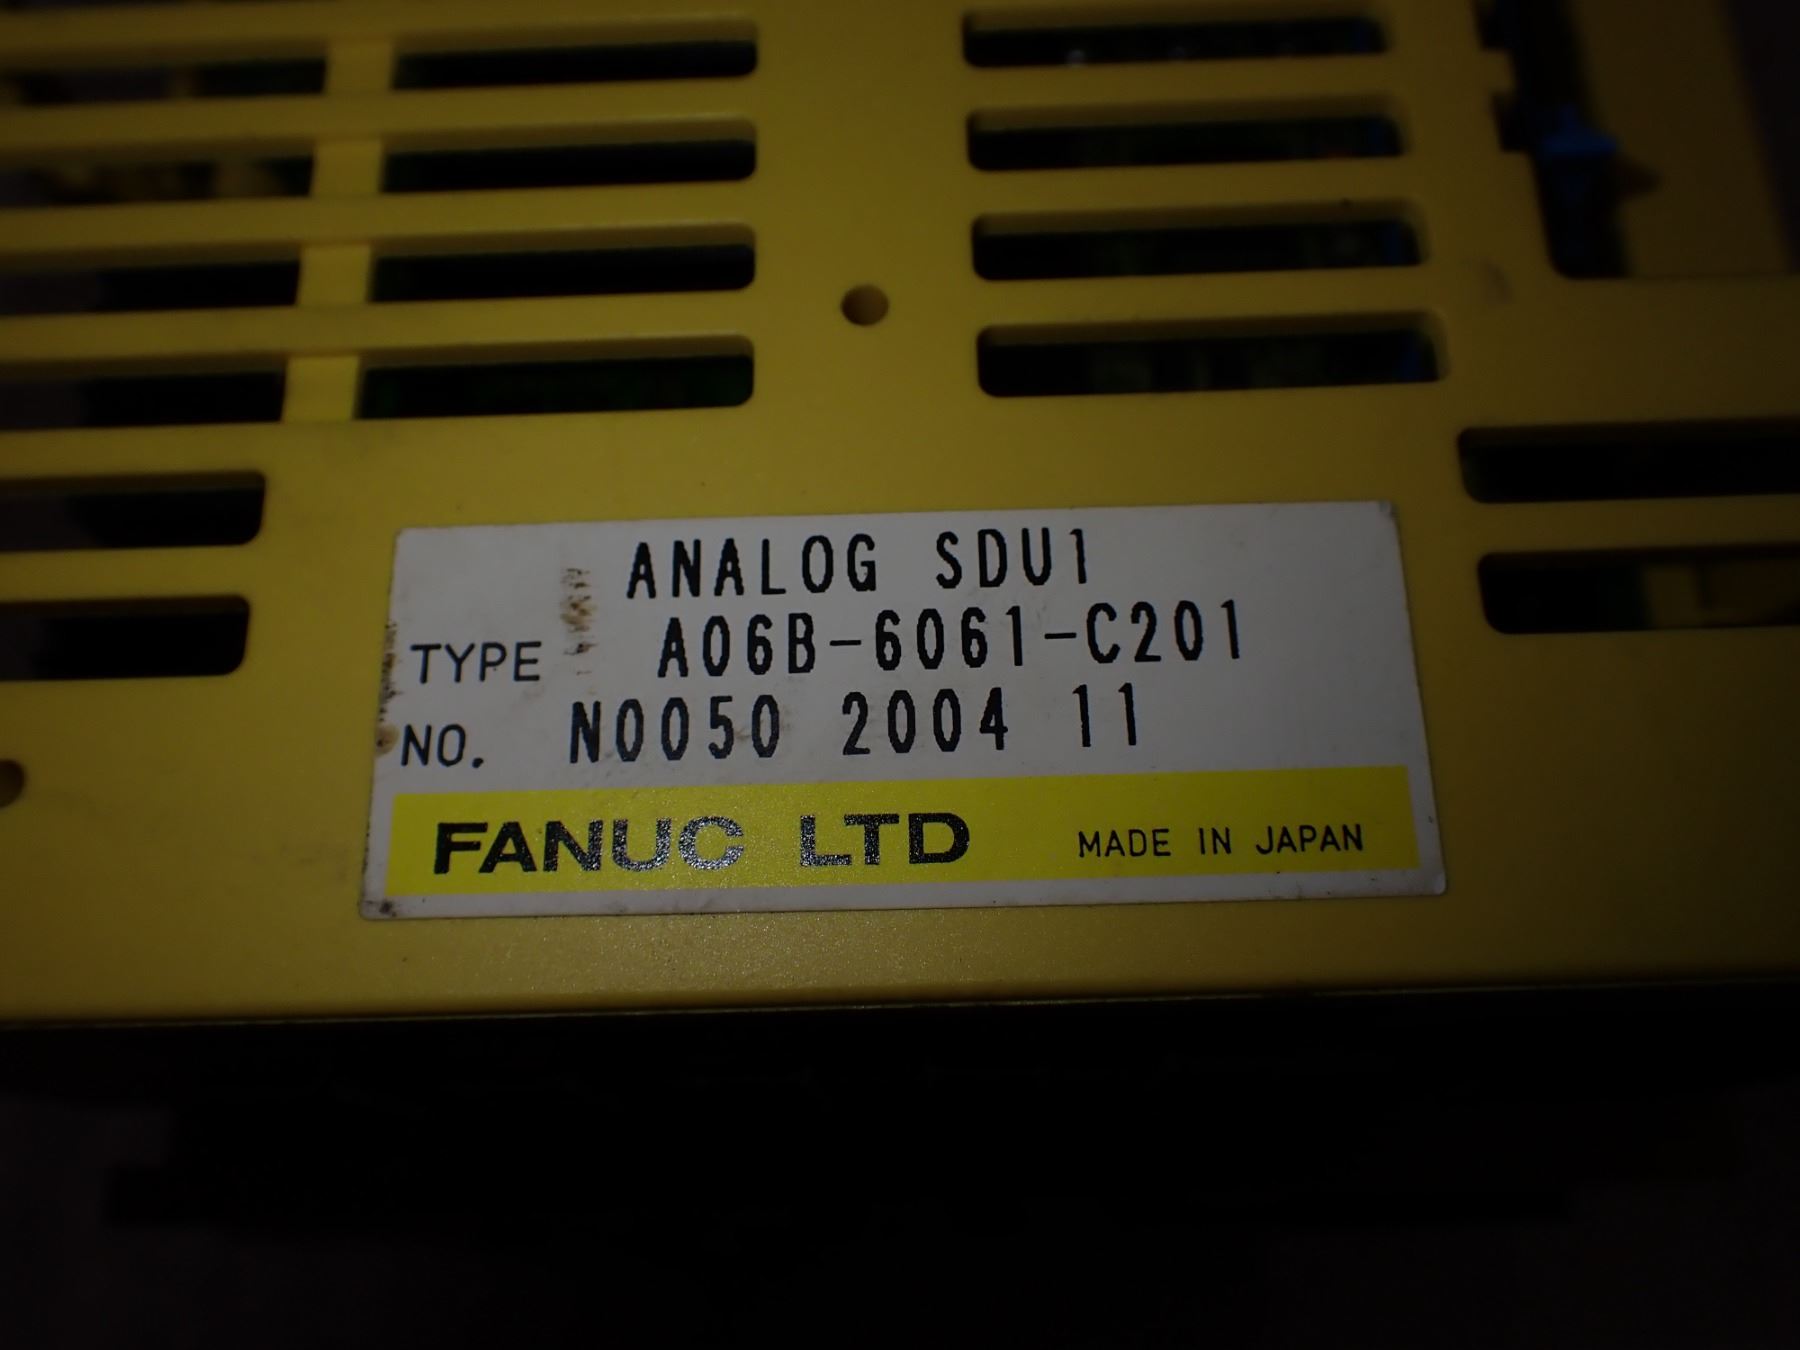 ANALOG SDU1
TYPE A06B-6061-C201
NO. N0050 2004 11
FANUC LTD MADE IN JAPAN